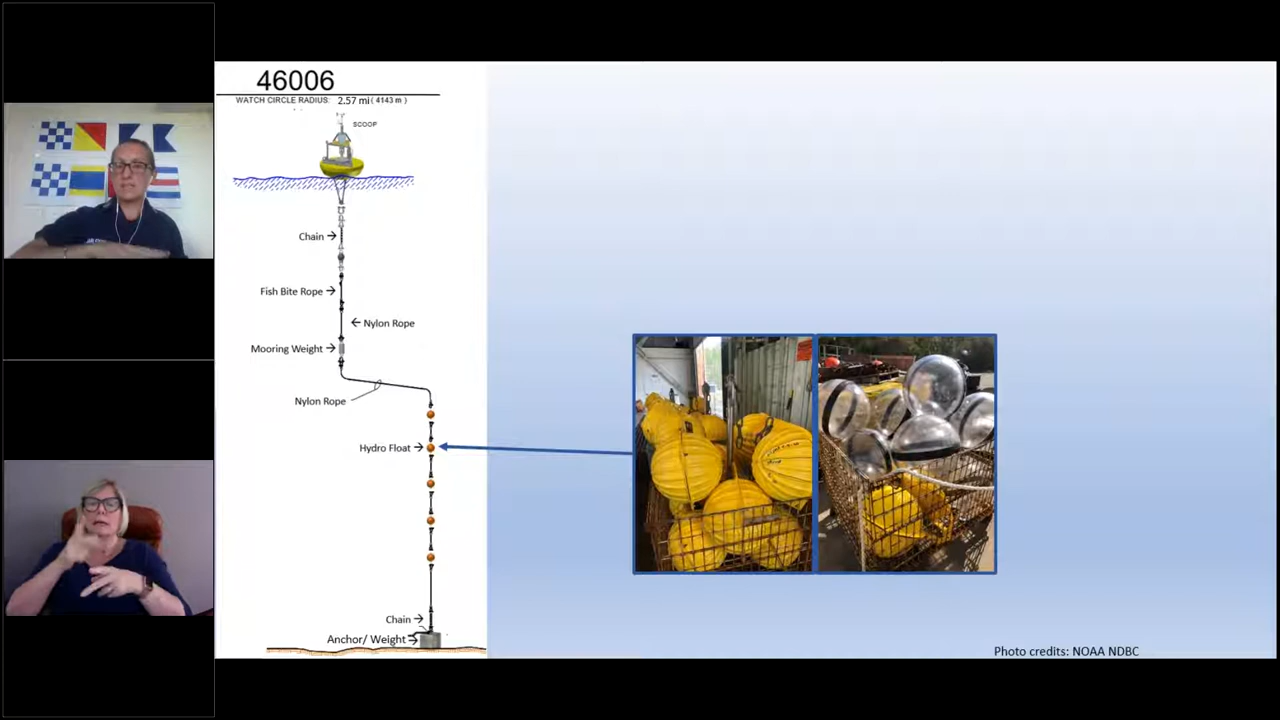 46006
WATCH CIRCLE RADIUS: 2.57 mi ( 4143 m )
SCOOP
Chain →
Fish Bite Rope →
← Nylon Rope
Mooring Weight →
Nylon Rope
Hydro Float →
Chain →
Anchor/ Weight →
Photo credits: NOAA NDBC